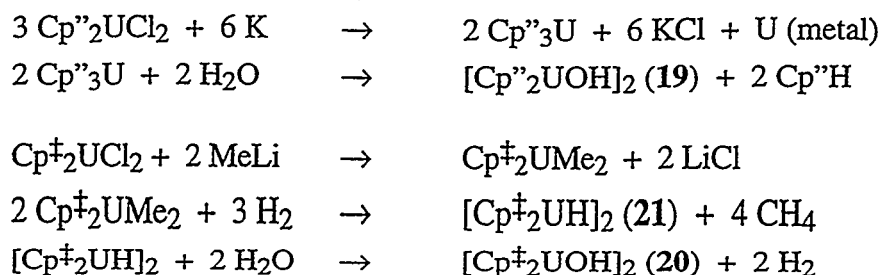 3 Cp”₂UCl₂ + 6 K → 2 Cp”₃U + 6 KCl + U (metal)
2 Cp”₃U + 2 H₂O → [Cp”₂UOH]₂ (19) + 2 Cp”H
Cp‡₂UCl₂ + 2 MeLi → Cp‡₂UMe₂ + 2 LiCl
2 Cp‡₂UMe₂ + 3 H₂ → [Cp‡₂UH]₂ (21) + 4 CH₄
[Cp‡₂UH]₂ + 2 H₂O → [Cp‡₂UOH]₂ (20) + 2 H₂